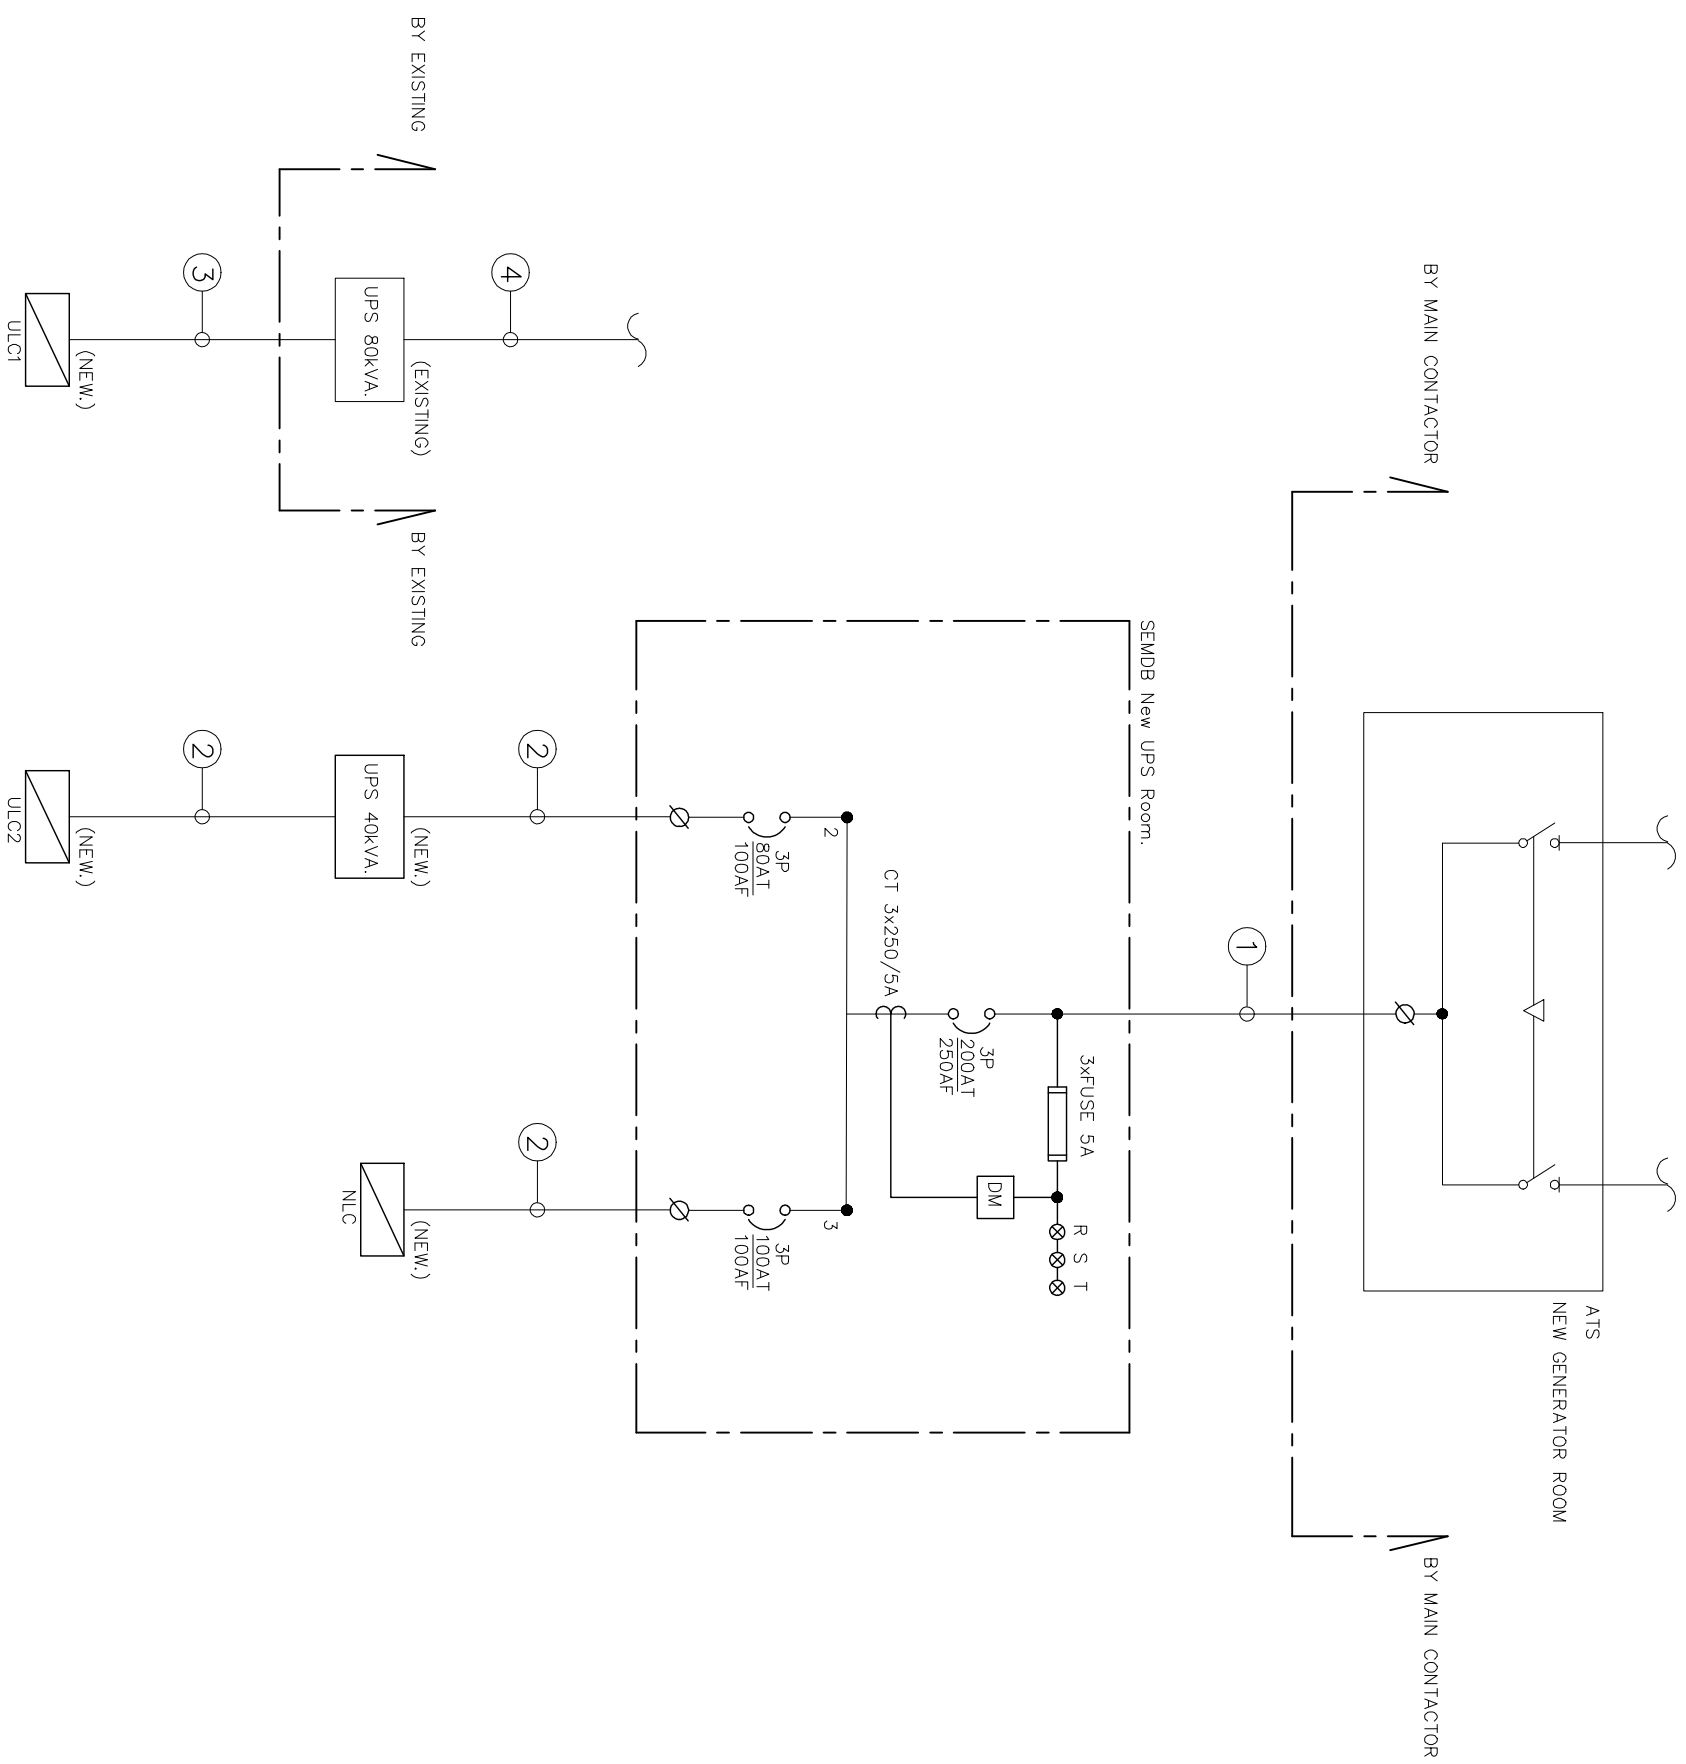 ATS
NEW GENERATOR ROOM
BY MAIN CONTACTOR
BY MAIN CONTACTOR
1
SEMDB New UPS Room.
3xFUSE 5A
R S T
DM
3P
200AT
250AF
CT 3x250/5A
2
3P
80AT
100AF
3
3P
100AT
100AF
BY EXISTING
BY EXISTING
4
(EXISTING)
UPS 80kVA.
3
(NEW.)
ULC1
2
(NEW.)
UPS 40kVA.
2
(NEW.)
ULC2
2
(NEW.)
NLC